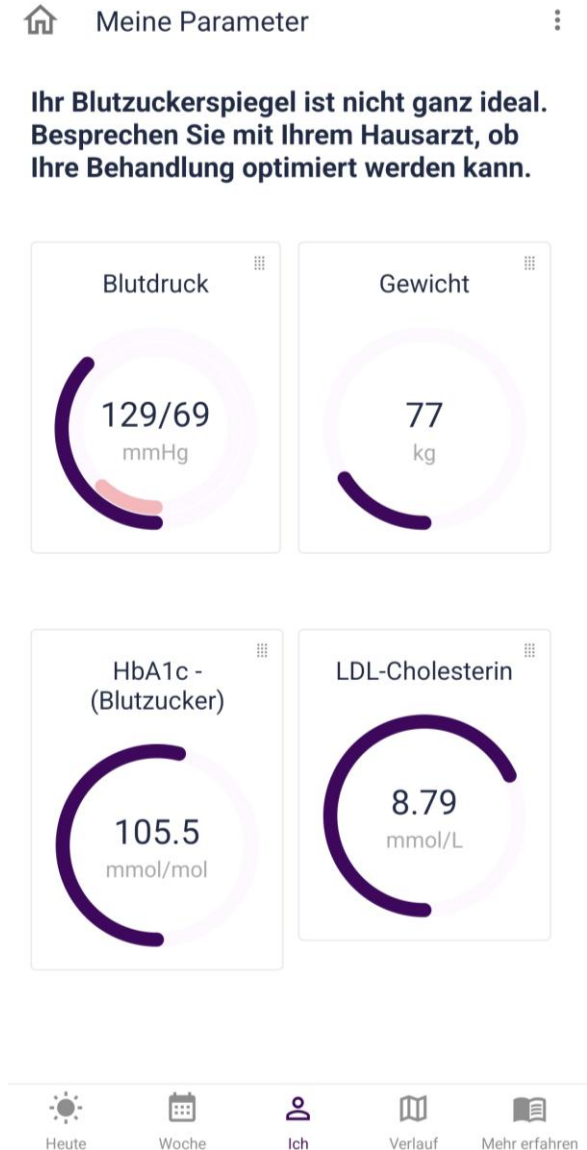 Meine Parameter
Ihr Blutzuckerspiegel ist nicht ganz ideal.
Besprechen Sie mit Ihrem Hausarzt, ob
Ihre Behandlung optimiert werden kann.
Blutdruck
129/69
mmHg
Gewicht
77
kg
HbA1c -
(Blutzucker)
105.5
mmol/mol
LDL-Cholesterin
8.79
mmol/L
Heute
Woche
Ich
Verlauf
Mehr erfahren